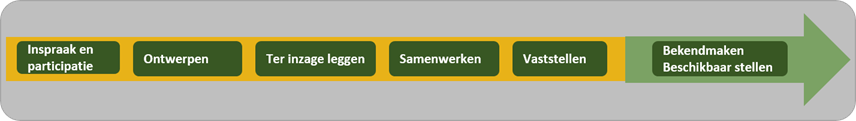 Inspraak en
participatie
Ontwerpen
Ter inzage leggen
Samenwerken
Vaststellen
Bekendmaken
Beschikbaar stellen